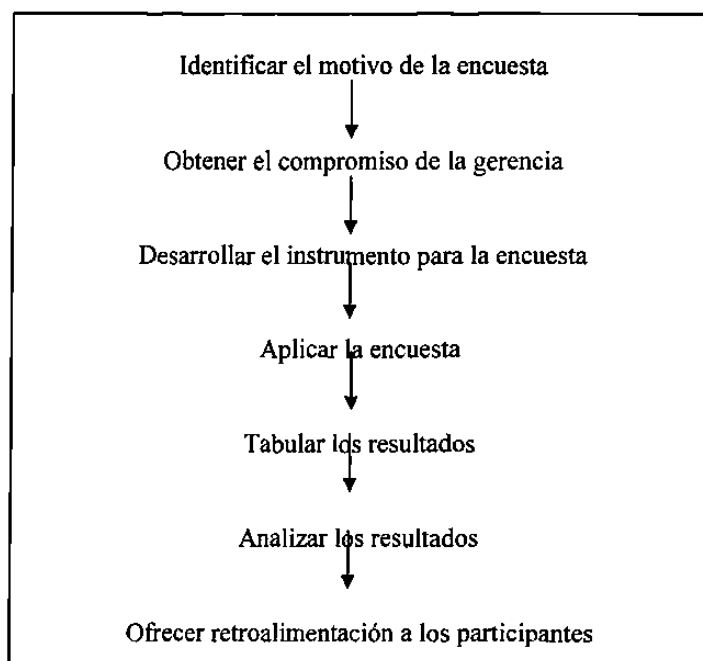 Identificar el motivo de la encuesta
Obtener el compromiso de la gerencia
Desarrollar el instrumento para la encuesta
Aplicar la encuesta
Tabular los resultados
Analizar los resultados
Ofrecer retroalimentación a los participantes